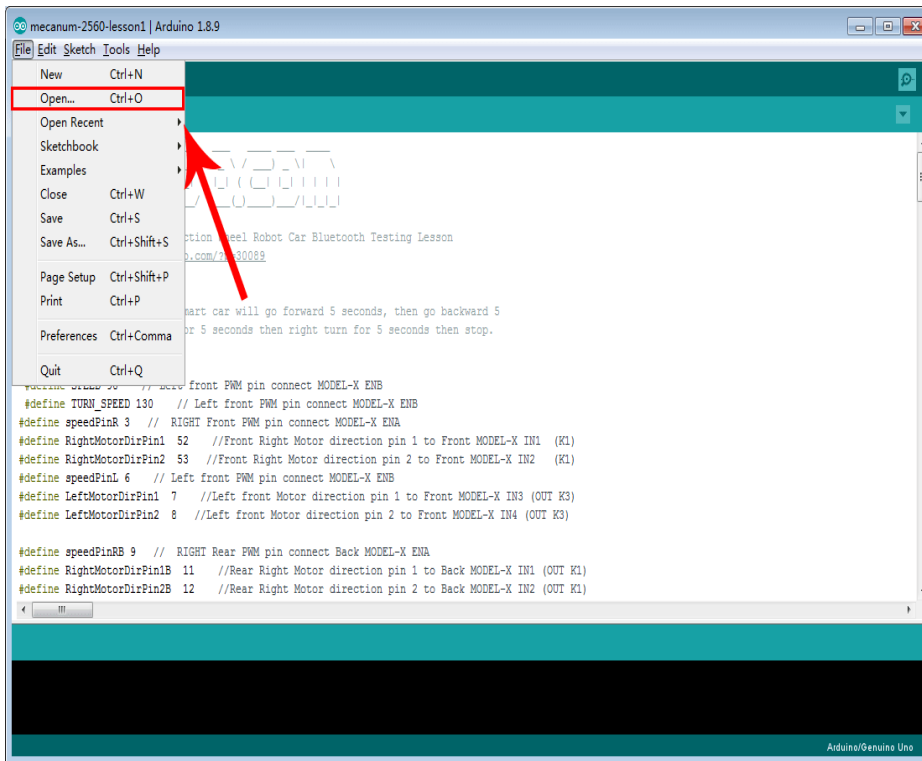 mecanum-2560-lesson1 | Arduino 1.8.9
File Edit Sketch Tools Help
New Ctrl+N
Open... Ctrl+O
Open Recent
Sketchbook
Examples
Close Ctrl+W
Save Ctrl+S
Save As... Ctrl+Shift+S
Page Setup Ctrl+Shift+P
Print Ctrl+P
Preferences Ctrl+Comma
Quit Ctrl+Q
Robot Car Bluetooth Testing Lesson
30089
car will go forward 5 seconds, then go backward 5
5 seconds then right turn for 5 seconds then stop.
front PWM pin connect MODEL-X ENB
#define TURN_SPEED 130 // Left front PWM pin connect MODEL-X ENB
#define speedPinR 3 // RIGHT Front PWM pin connect MODEL-X ENA
#define RightMotorDirPin1 52 //Front Right Motor direction pin 1 to Front MODEL-X IN1 (K1)
#define RightMotorDirPin2 53 //Front Right Motor direction pin 2 to Front MODEL-X IN2 (K1)
#define speedPinL 6 // Left front PWM pin connect MODEL-X ENB
#define LeftMotorDirPin1 7 //Left front Motor direction pin 1 to Front MODEL-X IN3 (OUT K3)
#define LeftMotorDirPin2 8 //Left front Motor direction pin 2 to Front MODEL-X IN4 (OUT K3)
#define speedPinRB 9 // RIGHT Rear PWM pin connect Back MODEL-X ENA
#define RightMotorDirPin1B 11 //Rear Right Motor direction pin 1 to Back MODEL-X IN1 (OUT K1)
#define RightMotorDirPin2B 12 //Rear Right Motor direction pin 2 to Back MODEL-X IN2 (OUT K1)
Arduino/Genuino Uno